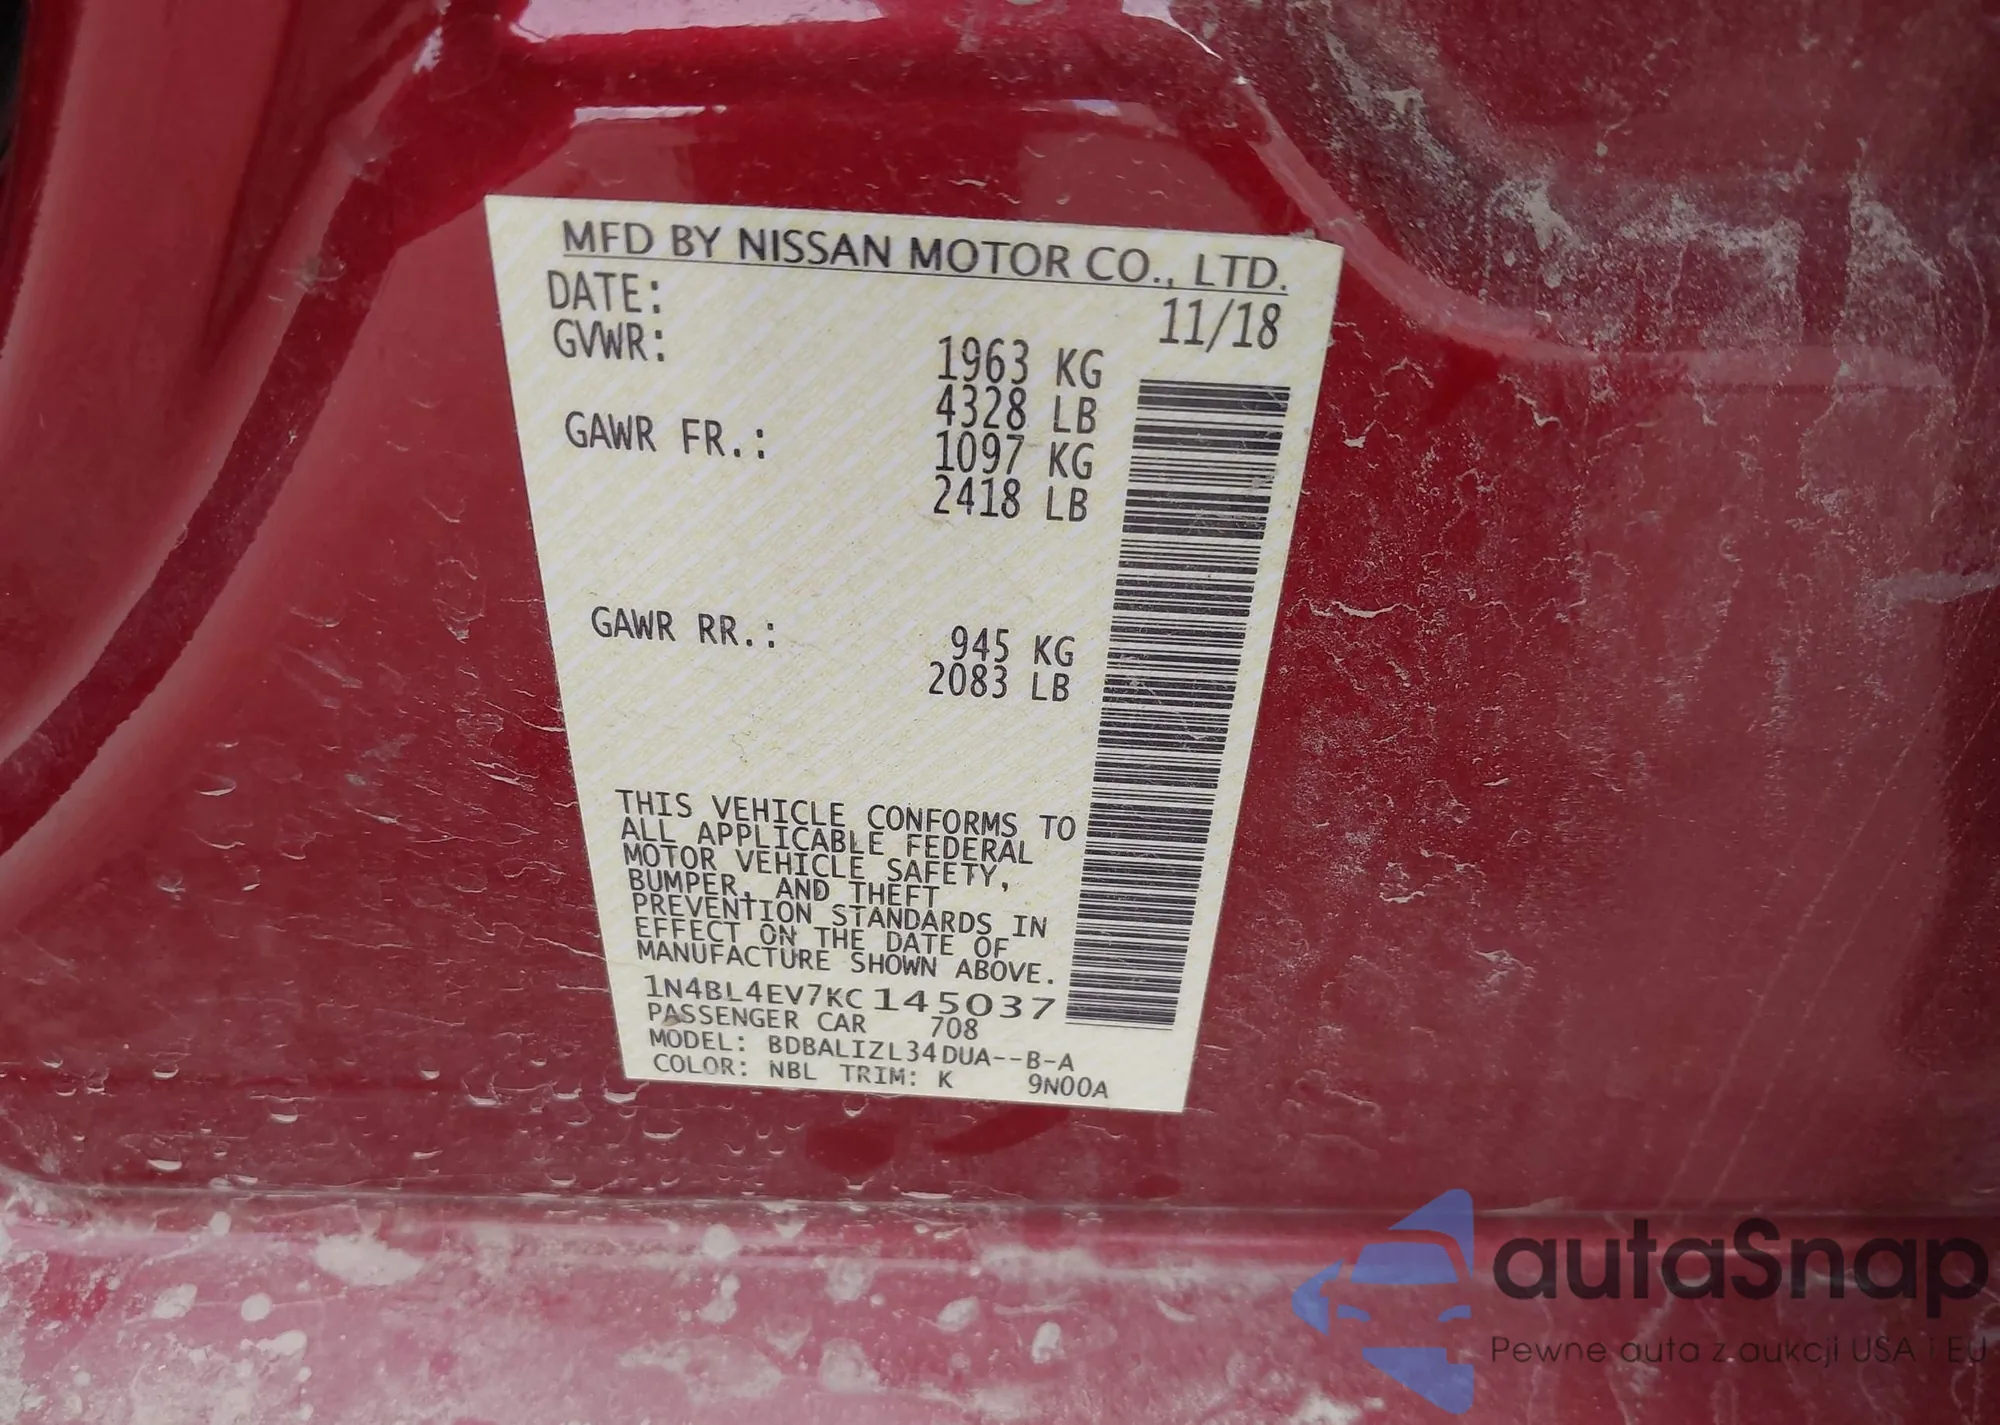 MFD BY NISSAN MOTOR CO., LTD.
DATE: 11/18
GVWR: 1963 KG
4328 LB
GAWR FR.: 1097 KG
2418 LB
GAWR RR.: 945 KG
2083 LB
THIS VEHICLE CONFORMS TO
ALL APPLICABLE FEDERAL
MOTOR VEHICLE SAFETY,
BUMPER, AND THEFT
PREVENTION STANDARDS IN
EFFECT ON THE DATE OF
MANUFACTURE SHOWN ABOVE.
1N4BL4EV7KC145037
PASSENGER CAR 708
MODEL: BDBALIZL34DUA--B-A
COLOR: NBL TRIM: K 9N00A
autaSnap
Pewne auta z aukcji USA i EU